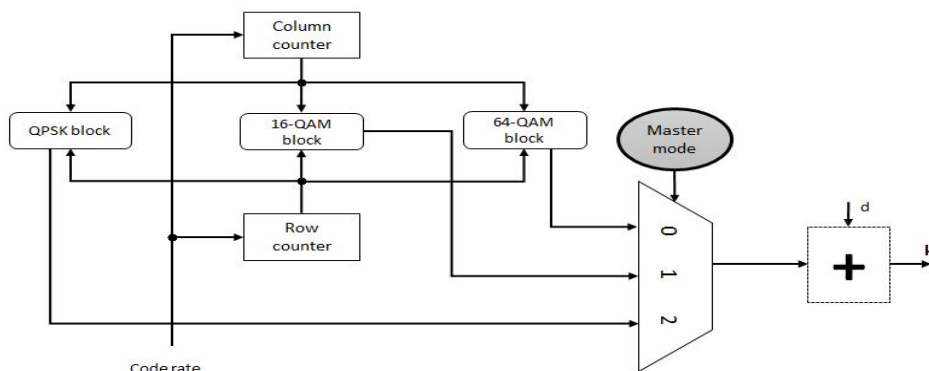 Column
counter
QPSK block
16-QAM
block
64-QAM
block
Master
mode
Row
counter
d
0
1
2
+
Code rate